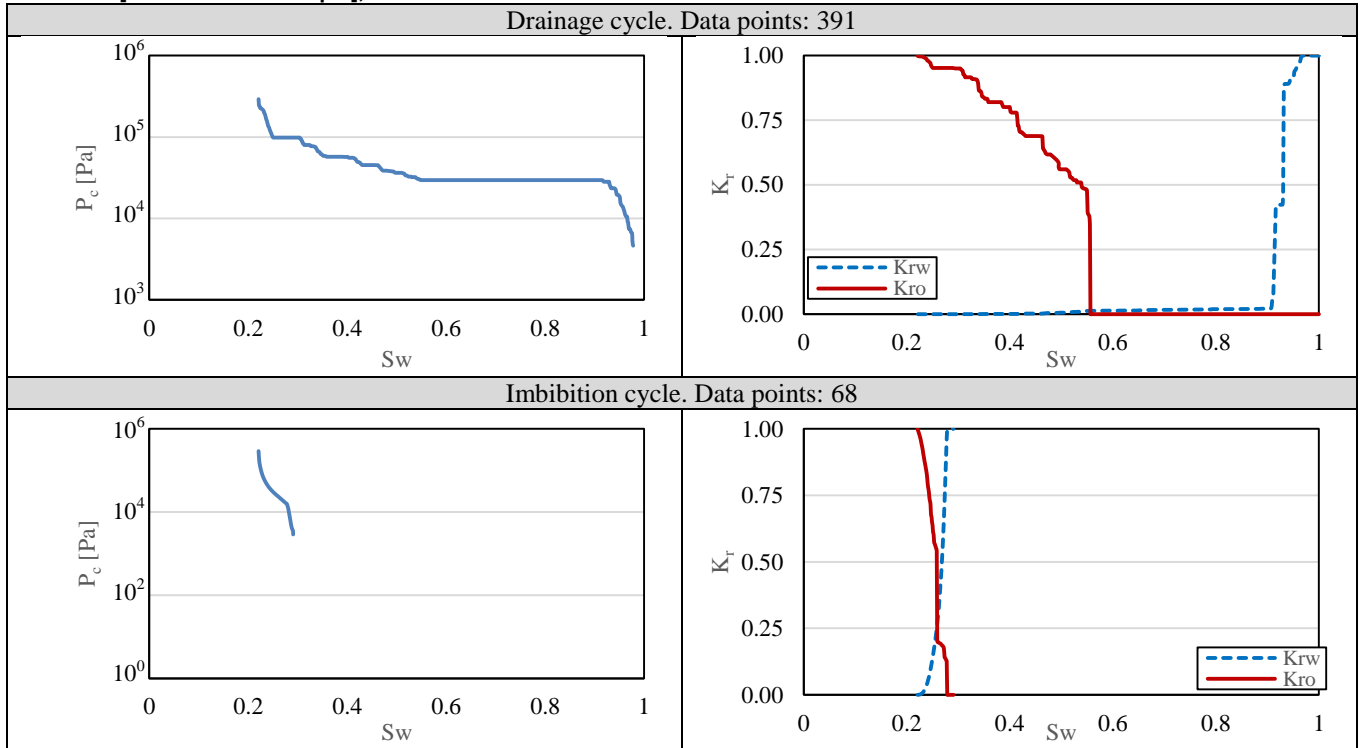 Drainage cycle. Data points: 391
10^6
10^5
10^4
10^3
P_c [Pa]
0 0.2 0.4 0.6 0.8 1
Sw
1.00
0.75
0.50
0.25
0.00
K_r
Krw
Kro
0 0.2 0.4 0.6 0.8 1
Sw
Imbibition cycle. Data points: 68
10^6
10^4
10^2
10^0
P_c [Pa]
0 0.2 0.4 0.6 0.8 1
Sw
1.00
0.75
0.50
0.25
0.00
K_r
Krw
Kro
0 0.2 0.4 0.6 0.8 1
Sw